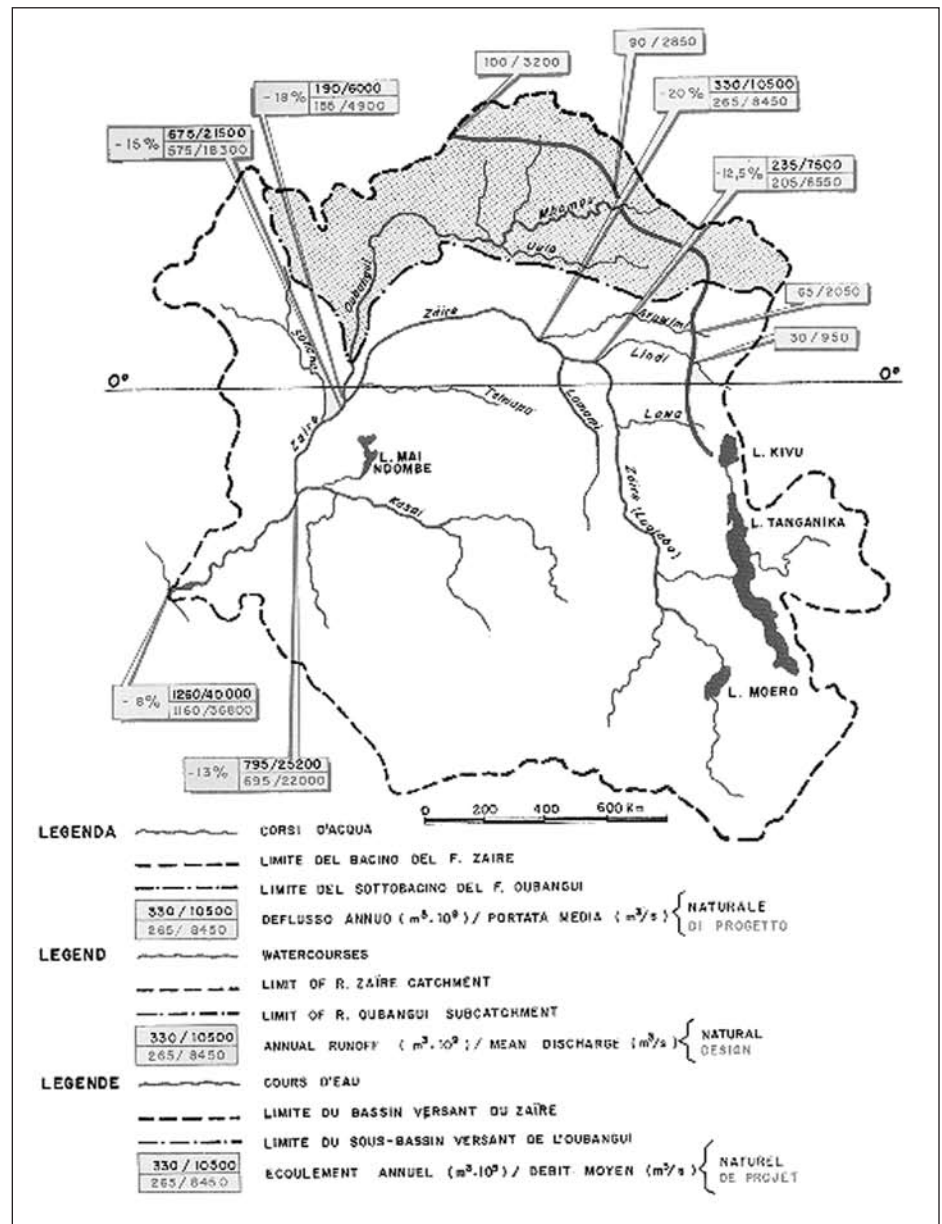 100/3200
90/2850
-18%
190/6000
155/4900
-20%
330/10500
265/8450
-15%
675/21500
575/18300
-12,5%
235/7500
205/6550
Mbomou
Uele
Oubangui
65/2050
Aruwimi
30/950
Zaire
Lindi
Sangha
0°
0°
Tshuapa
Lomami
Lowa
Zaire
L. MAI
NDOMBE
L. KIVU
Kasai
Zaire (Lualaba)
L. TANGANIKA
-8%
1260/40000
1160/36800
L. MOERO
-13%
795/25200
695/22000
0 200 400 600 Km
LEGENDA CORSI D'ACQUA
LIMITE DEL BACINO DEL F. ZAIRE
LIMITE DEL SOTTOBACINO DEL F. OUBANGUI
330/10500
265/8450
DEFLUSSO ANNUO (m³·10⁹) / PORTATA MEDIA (m³/s)
NATURALE
DI PROGETTO
LEGEND WATERCOURSES
LIMIT OF R. ZAÏRE CATCHMENT
LIMIT OF R. OUBANGUI SUBCATCHMENT
330/10500
265/8450
ANNUAL RUNOFF (m³·10⁹) / MEAN DISCHARGE (m³/s)
NATURAL
DESIGN
LEGENDE COURS D'EAU
LIMITE DU BASSIN VERSANT DU ZAÏRE
LIMITE DU SOUS-BASSIN VERSANT DE L'OUBANGUI
330/10500
265/8450
ECOULEMENT ANNUEL (m³·10⁹) / DEBIT MOYEN (m³/s)
NATUREL
DE PROJET